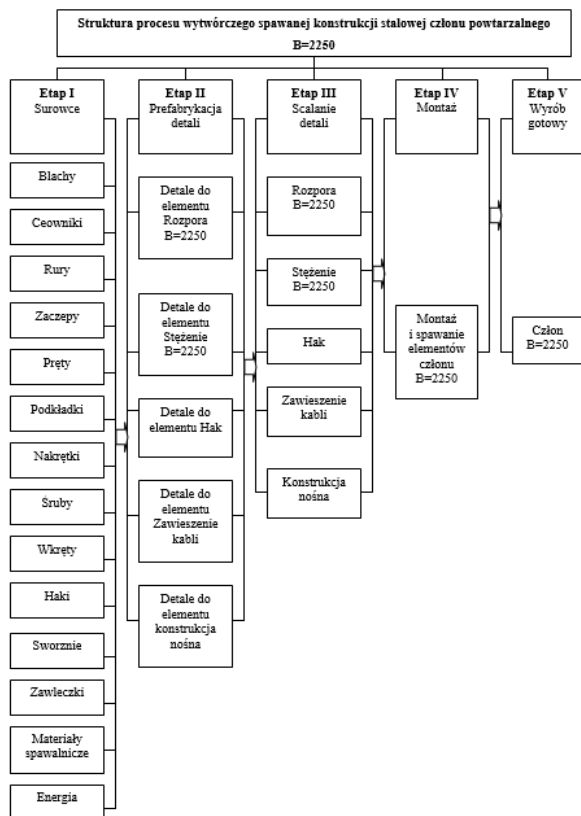 Struktura procesu wytwórczego spawanej konstrukcji stalowej członu powtarzalnego
B=2250
Etap I
Surowce
Blachy
Ceowniki
Rury
Zaczepy
Pręty
Podkładki
Nakrętki
Śruby
Wkręty
Haki
Sworznie
Zawleczki
Materiały
spawalnicze
Energia
Etap II
Prefabrykacja
detali
Detale do
elementu
Rozpora
B=2250
Detale do
elementu
Stężenie
B=2250
Detale do
elementu Hak
Detale do
elementu
Zawieszenie
kabli
Detale do
elementu
konstrukcja
nośna
Etap III
Scalanie
detali
Rozpora
B=2250
Stężenie
B=2250
Hak
Zawieszenie
kabli
Konstrukcja
nośna
Etap IV
Montaż
Montaż
i spawanie
elementów
członu
B=2250
Etap V
Wyrób
gotowy
Człon
B=2250